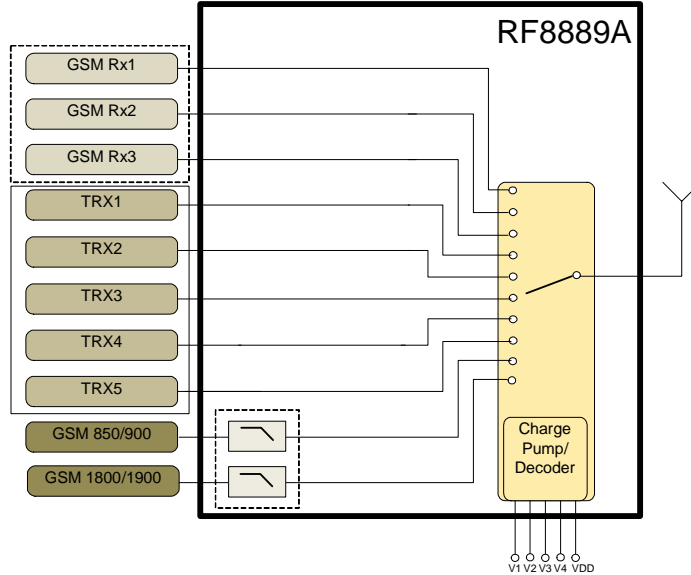 RF8889A
GSM Rx1
GSM Rx2
GSM Rx3
TRX1
TRX2
TRX3
TRX4
TRX5
GSM 850/900
GSM 1800/1900
Charge
Pump/
Decoder
V1 V2 V3 V4 VDD